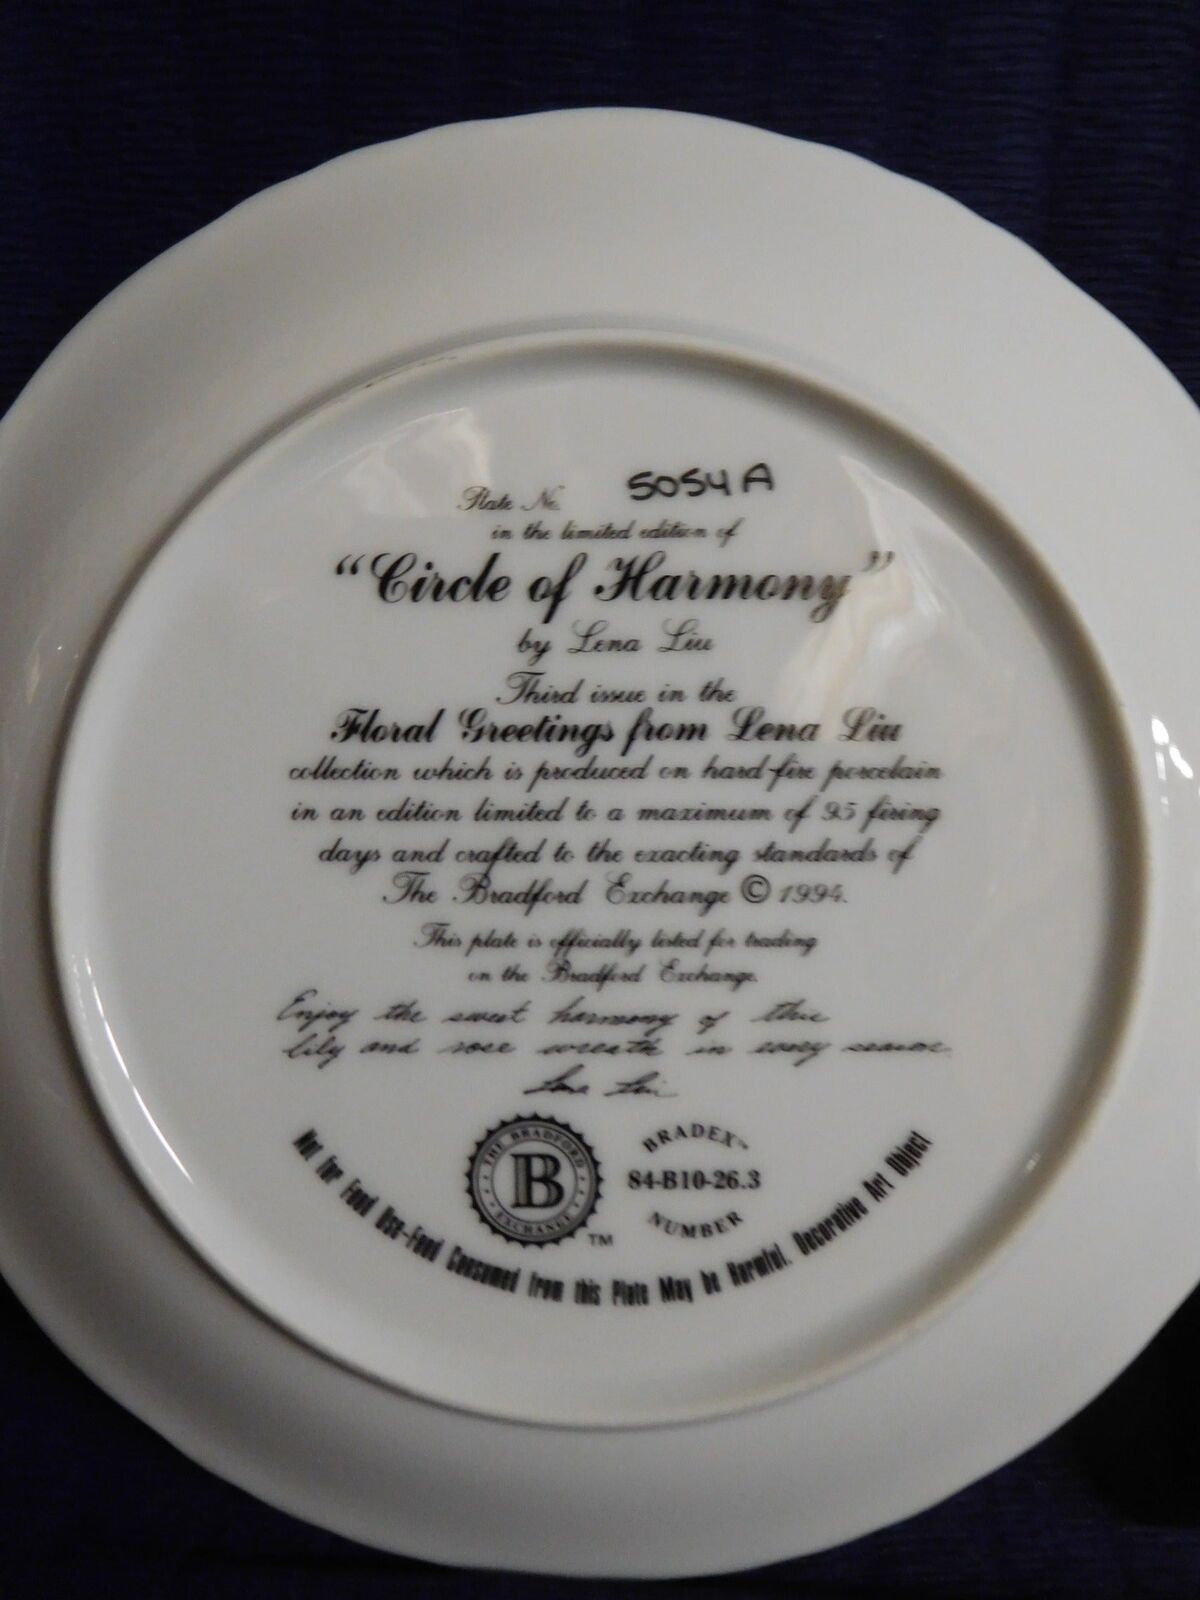 Plate No. 5054A
in the limited edition of
“Circle of Harmony”
by Lena Liu
Third issue in the
Floral Greetings from Lena Liu
collection which is produced on hard-fire porcelain
in an edition limited to a maximum of 95 firing
days and crafted to the exacting standards of
The Bradford Exchange © 1994.
This plate is officially listed for trading
on the Bradford Exchange.
Enjoy the sweet harmony of this
lily and rose wreath in every season.
Lena Liu
THE BRADFORD EXCHANGE
B
TM
BRADEX™
84-B10-26.3
NUMBER
Not for Food Use-Food Consumed from this Plate May be Harmful. Decorative Art Object